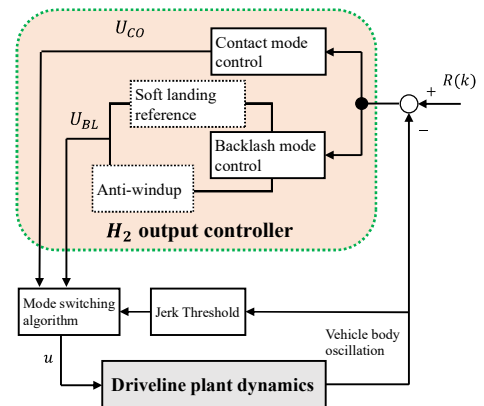 U_CO
Contact mode
control
R(k)
+
−
Soft landing
reference
U_BL
Backlash mode
control
Anti-windup
H₂ output controller
Mode switching
algorithm
Jerk Threshold
Vehicle body
oscillation
u
Driveline plant dynamics